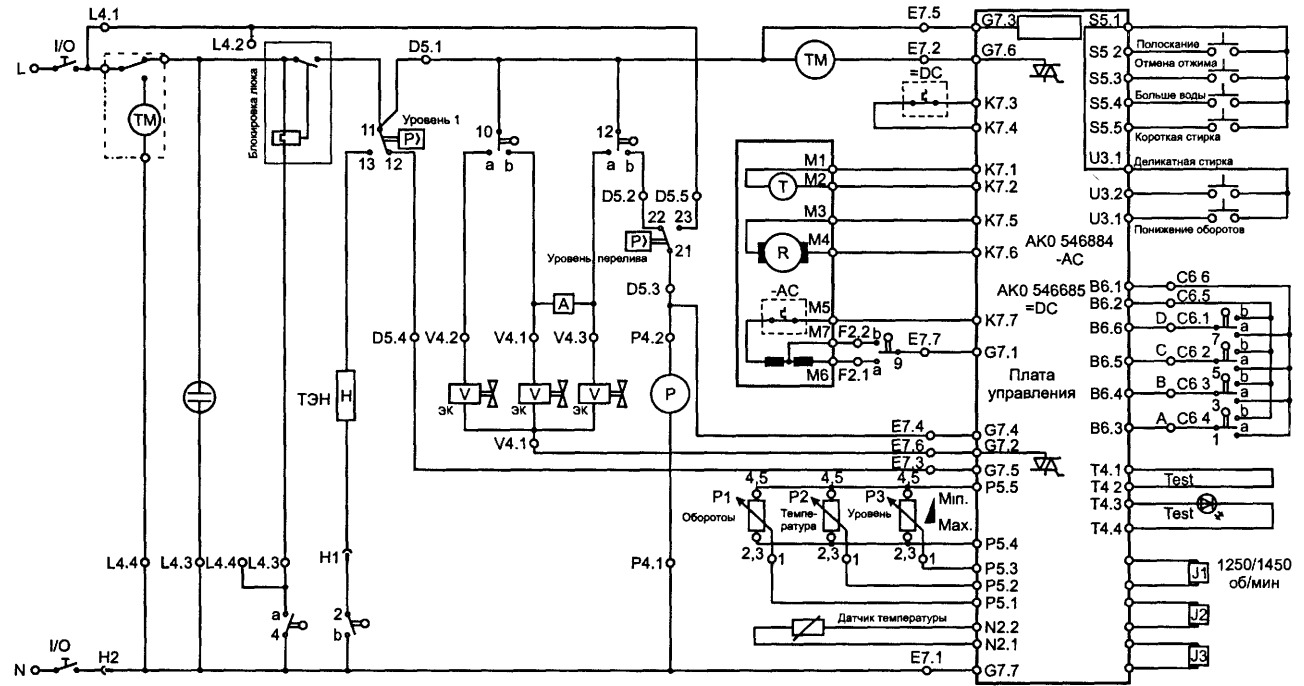 L4.1
E7.5
G7.3
S5.1
I/O
L4.2
D5.1
E7.2
G7.6
S5 2
Полоскание
L
ТМ
=DC
Отмена отжима
S5.3
ТМ
Блокировка люка
Уровень 1
K7.3
Больше воды
S5.4
11
P⟩
10
12
K7.4
S5.5
Короткая стирка
13
12
a
b
a
b
M1
K7.1
U3.1
Деликатная стирка
M2
T
K7.2
D5.2
D5.5
U3.2
22
23
M3
K7.5
U3.1
Понижение оборотов
P⟩
21
M4
R
K7.6
АКО 546884
-AC
Уровень, перелива
D5.3
-AC
АКО 546685
=DC
B6.1
C6 6
A
B6.2
C6.5
M5
K7.7
D5.4
V4.2
V4.1
V4.3
P4.2
M7
F2.2
b
E7.7
G7.1
B6.6
D
C6.1
b
a
7
M6
F2.1
a
9
B6.5
C
C6 2
b
a
5
ТЭН
H
V
эк
V
эк
V
эк
P
Плата
управления
B6.4
B
C6 3
b
a
3
B6.3
A
C6 4
b
a
1
V4.1
E7.4
G7.4
E7.6
G7.2
E7.3
G7.5
T4.1
4,5
4,5
4,5
P5.5
T4 2
Test
P1
P2
P3
Мın.
T4.3
Оборотоы
Темпе-
ратура
Уровень
Max.
Test
T4.4
2,3
1
2,3
1
2,3
1
P5.4
L4.4
L4.3
L4.4
L4.3
H1
P4.1
P5.3
J1
1250/1450
об/мин
P5.2
P5.1
a
4
2
b
Датчик температуры
N2.2
J2
N2.1
J3
N
I/O
H2
E7.1
G7.7